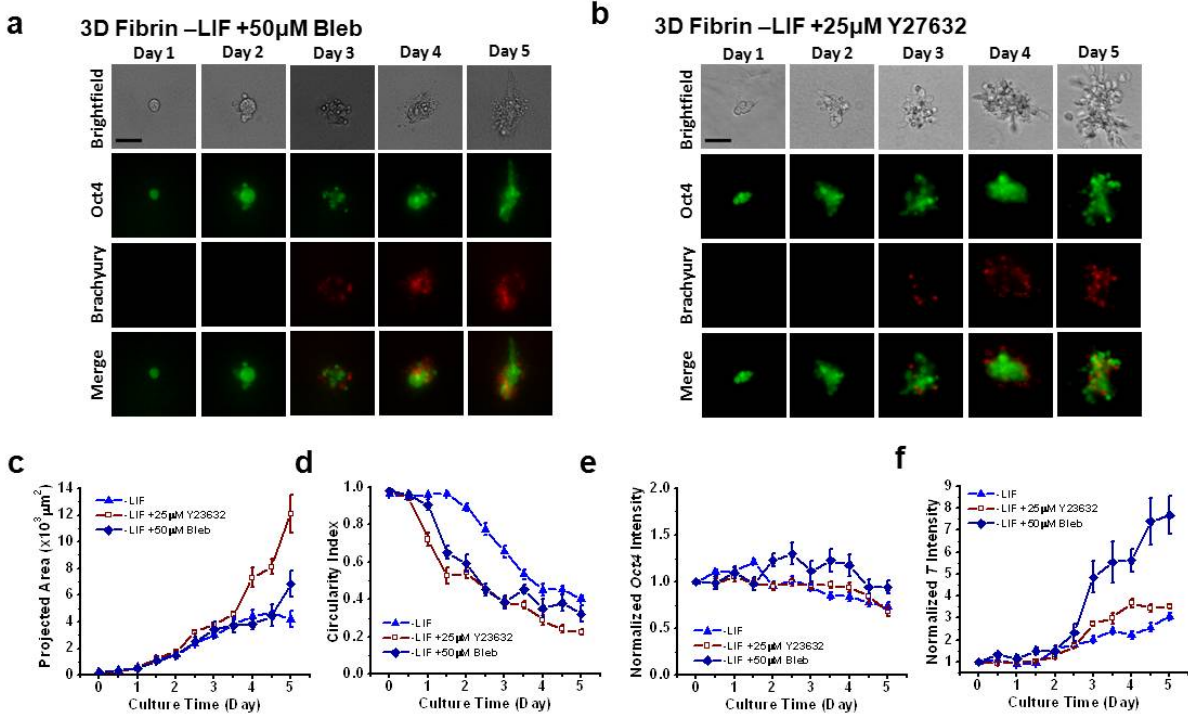 a
3D Fibrin –LIF +50µM Bleb
Day 1 Day 2 Day 3 Day 4 Day 5
Brightfield
Oct4
Brachyury
Merge
b
3D Fibrin –LIF +25µM Y27632
Day 1 Day 2 Day 3 Day 4 Day 5
Brightfield
Oct4
Brachyury
Merge
c
Projected Area (x10³µm²)
14
12
10
8
6
4
2
0
-LIF
-LIF +25µM Y23632
-LIF +50µM Bleb
0 1 2 3 4 5
Culture Time (Day)
d
Circularity Index
1.0
0.8
0.6
0.4
0.2
0.0
-LIF
-LIF +25µM Y23632
-LIF +50µM Bleb
0 1 2 3 4 5
Culture Time (Day)
e
Normalized Oct4 Intensity
2.0
1.5
1.0
0.5
0.0
-LIF
-LIF +25µM Y23632
-LIF +50µM Bleb
0 1 2 3 4 5
Culture Time (Day)
f
Normalized T Intensity
10
9
8
7
6
5
4
3
2
1
-LIF
-LIF +25µM Y23632
-LIF +50µM Bleb
0 1 2 3 4 5
Culture Time (Day)